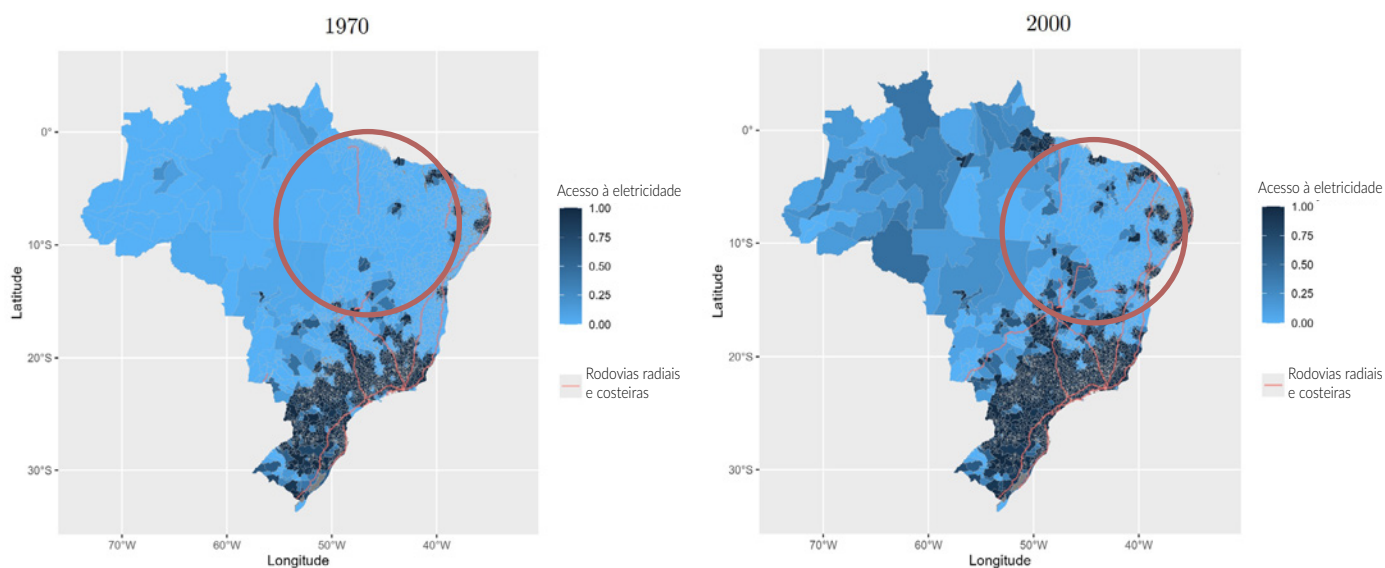 1970
0°
10°S
20°S
30°S
Latitude
70°W
60°W
50°W
40°W
Longitude
Acesso à eletricidade
1.00
0.75
0.50
0.25
0.00
Rodovias radiais
e costeiras
2000
0°
10°S
20°S
30°S
Latitude
70°W
60°W
50°W
40°W
Longitude
Acesso à eletricidade
1.00
0.75
0.50
0.25
0.00
Rodovias radiais
e costeiras